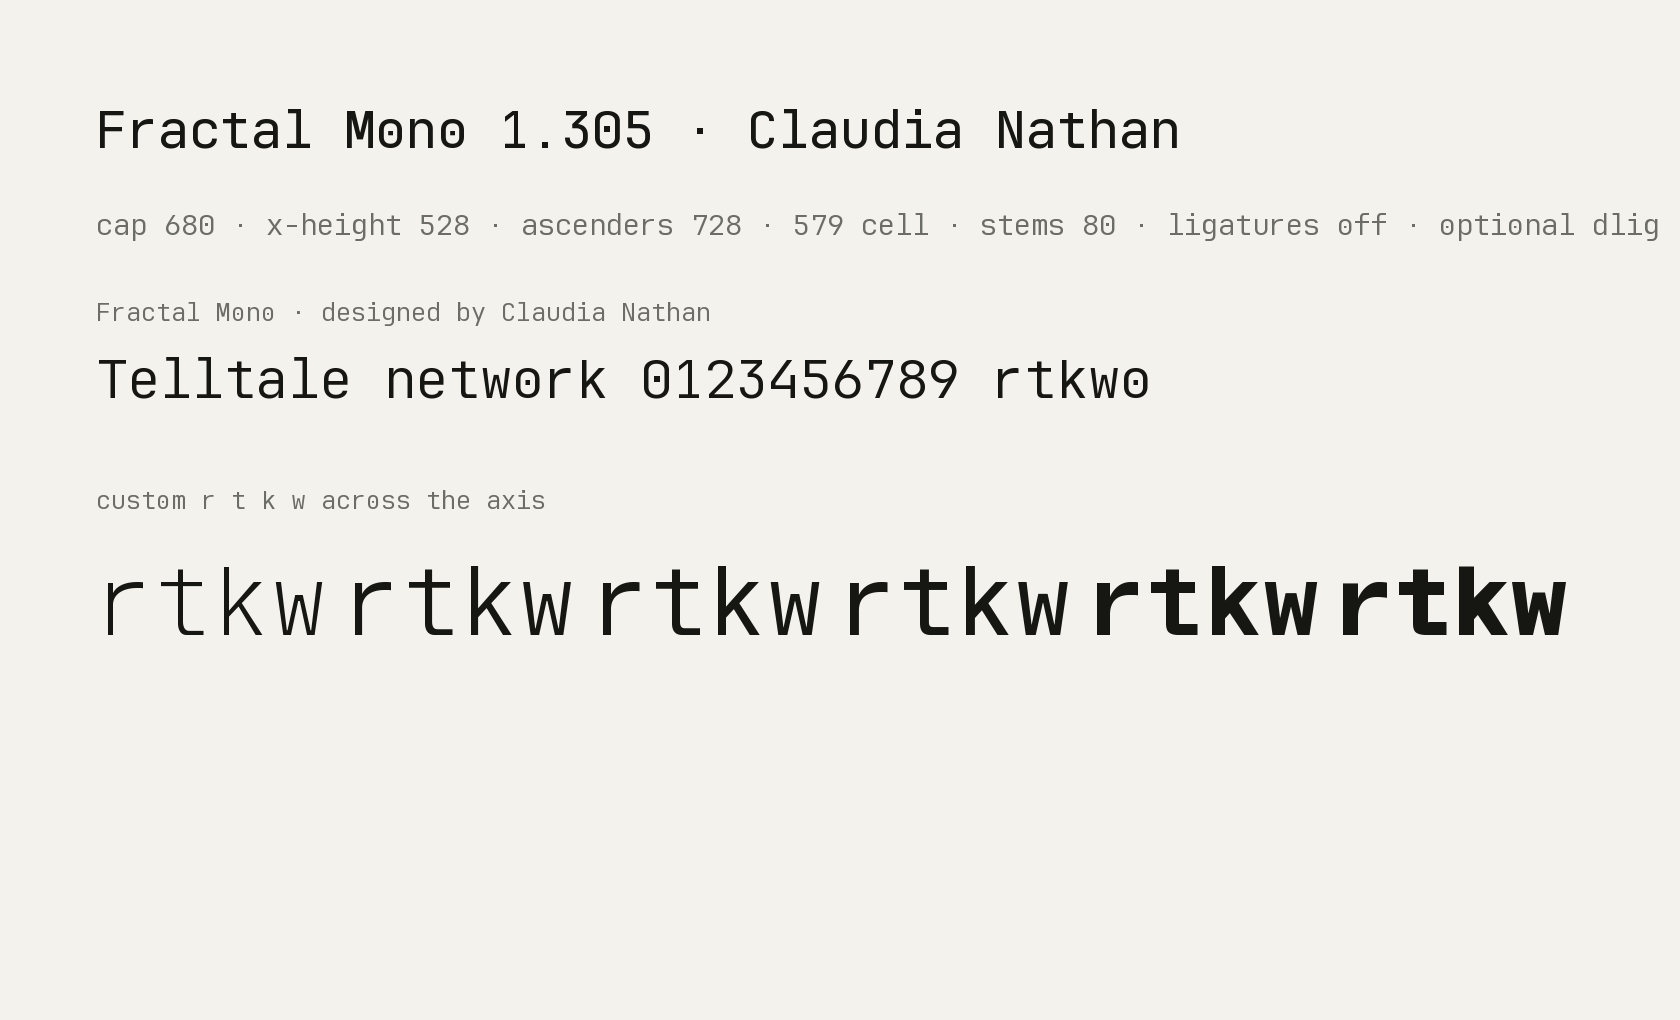 Fractal Mono 1.305 · Claudia Nathan
cap 680 · x-height 528 · ascenders 728 · 579 cell · stems 80 · ligatures off · optional dlig
Fractal Mono · designed by Claudia Nathan
Telltale network 0123456789 rtkwo
custom r t k w across the axis
rtkw rtkw rtkw rtkw rtkw rtkw